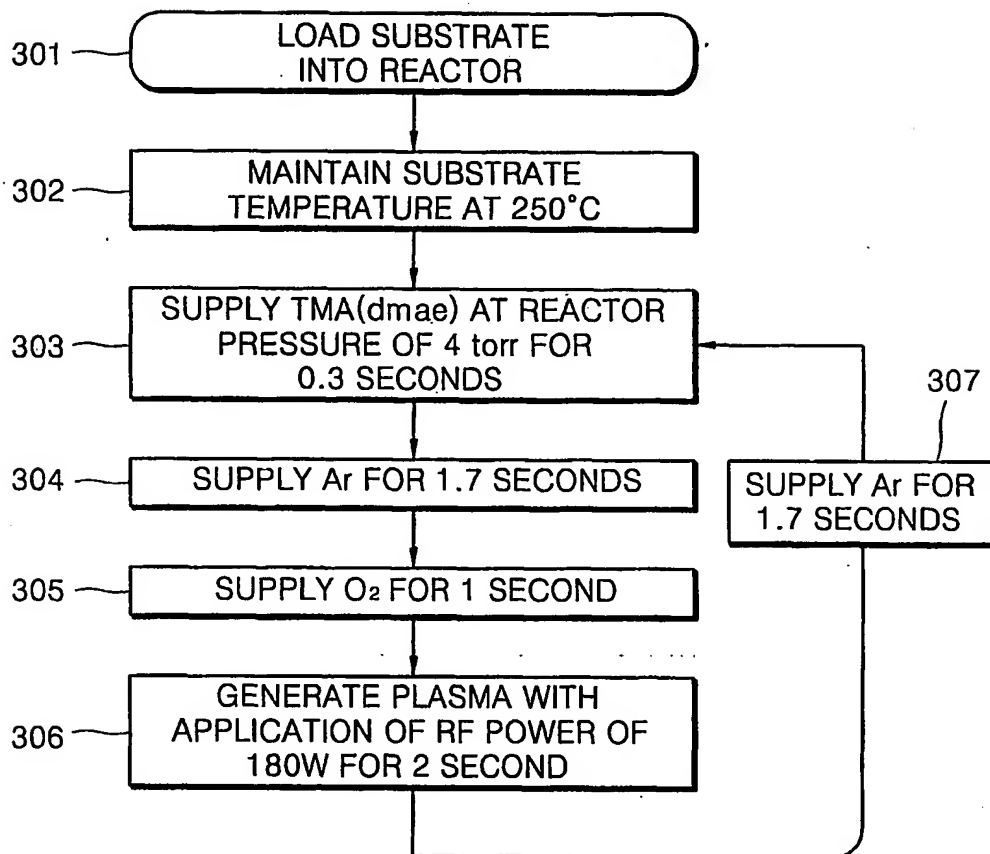 301
LOAD SUBSTRATE
INTO REACTOR
302
MAINTAIN SUBSTRATE
TEMPERATURE AT 250°C
303
SUPPLY TMA(dmae) AT REACTOR
PRESSURE OF 4 torr FOR
0.3 SECONDS
307
304
SUPPLY Ar FOR 1.7 SECONDS
SUPPLY Ar FOR
1.7 SECONDS
305
SUPPLY O₂ FOR 1 SECOND
306
GENERATE PLASMA WITH
APPLICATION OF RF POWER OF
180W FOR 2 SECOND